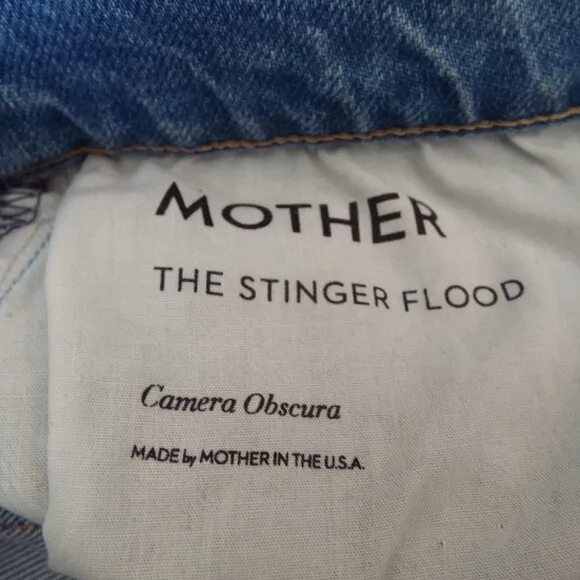 MOTHER
THE STINGER FLOOD
Camera Obscura
MADE by MOTHER IN THE U.S.A.